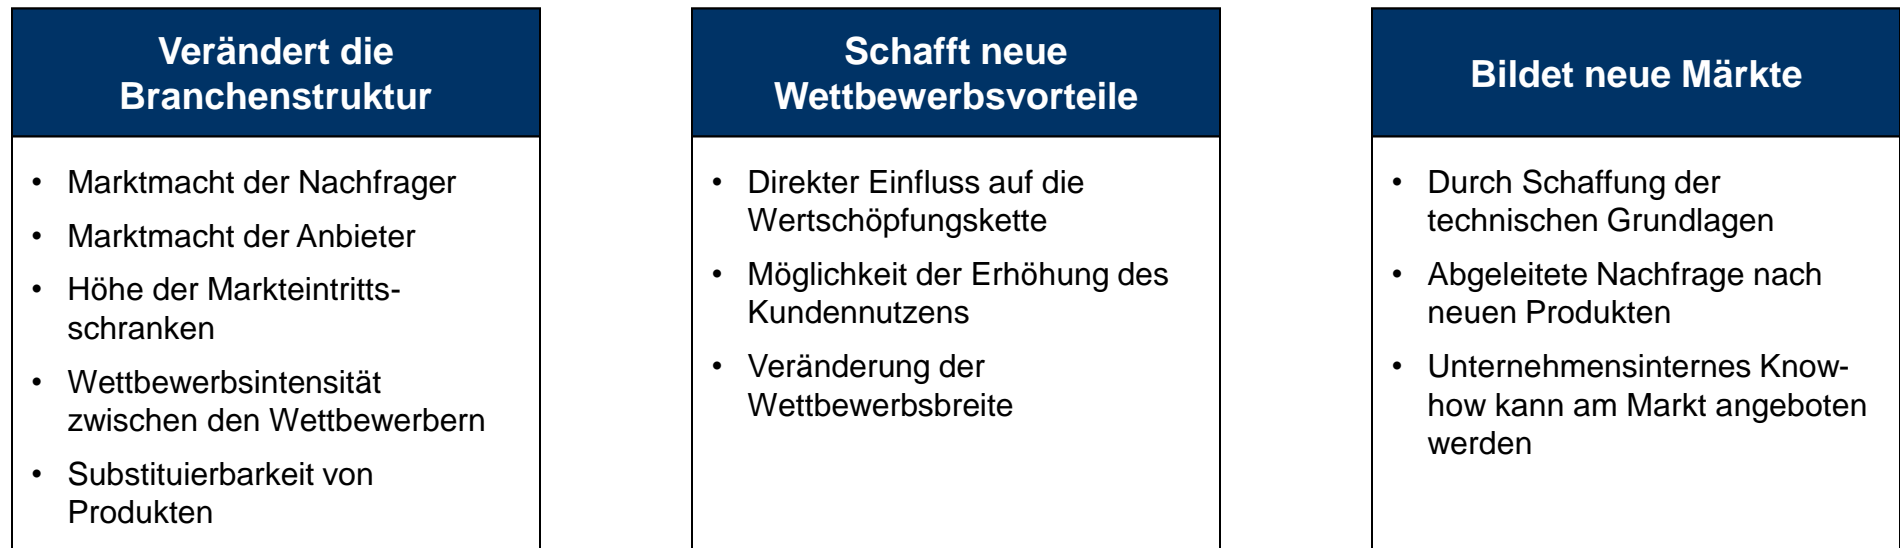 Verändert die
Branchenstruktur
• Marktmacht der Nachfrager
• Marktmacht der Anbieter
• Höhe der Markteintritts-
schranken
• Wettbewerbsintensität
zwischen den Wettbewerbern
• Substituierbarkeit von
Produkten
Schafft neue
Wettbewerbsvorteile
• Direkter Einfluss auf die
Wertschöpfungskette
• Möglichkeit der Erhöhung des
Kundennutzens
• Veränderung der
Wettbewerbsbreite
Bildet neue Märkte
• Durch Schaffung der
technischen Grundlagen
• Abgeleitete Nachfrage nach
neuen Produkten
• Unternehmensinternes Know-
how kann am Markt angeboten
werden